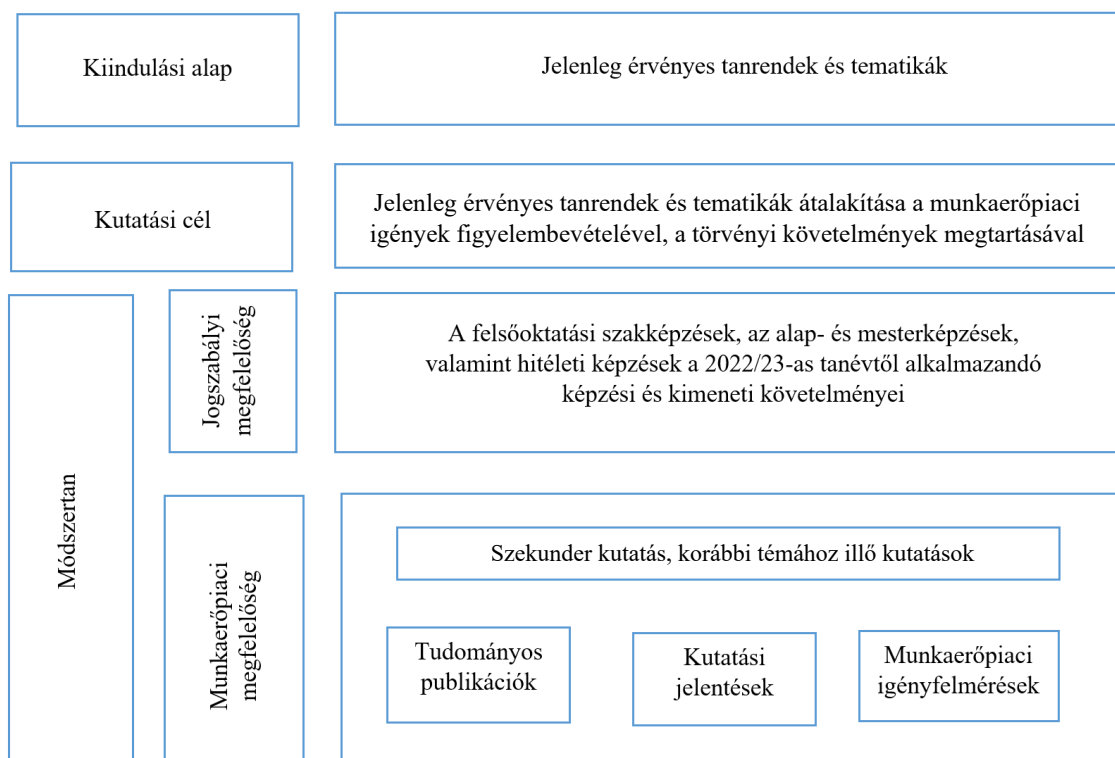 Kiindulási alap
Jelenleg érvényes tanrendek és tematikák
Kutatási cél
Jelenleg érvényes tanrendek és tematikák átalakítása a munkaerőpiaci
igények figyelembevételével, a törvényi követelmények megtartásával
Módszertan
Jogszabályi
megfelelőség
A felsőoktatási szakképzések, az alap- és mesterképzések,
valamint hitéleti képzések a 2022/23-as tanévtől alkalmazandó
képzési és kimeneti követelményei
Munkaerőpiaci
megfelelőség
Szekunder kutatás, korábbi témához illő kutatások
Tudományos
publikációk
Kutatási
jelentések
Munkaerőpiaci
igényfelmérések